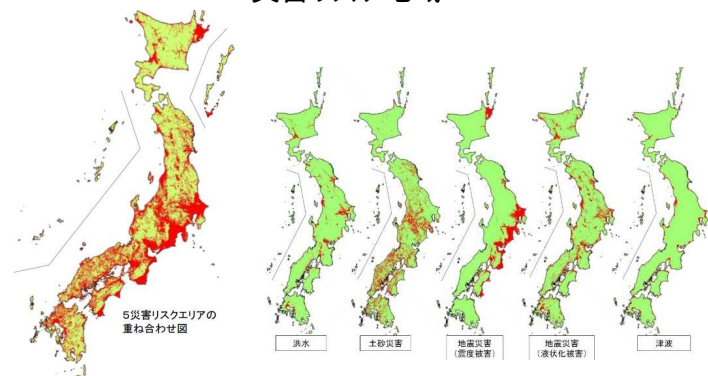 5災害リスクエリアの
重ね合わせ図
洪水
土砂災害
地震災害
(震度被害)
地震災害
(液状化被害)
津波